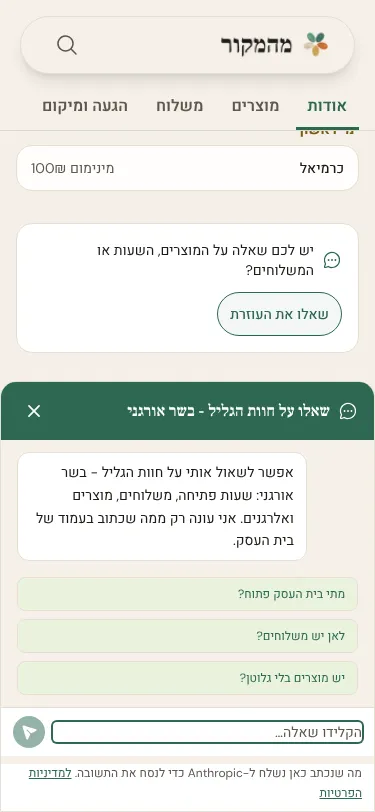 מהמקור
אודות
מוצרים
משלוח
הגעה ומיקום
כרמיאל
מינימום ₪100
יש לכם שאלה על המוצרים, השעות או
המשלוחים?
שאלו את העוזרת
שאלו על חוות הגליל - בשר אורגני
אפשר לשאול אותי על חוות הגליל - בשר
אורגני: שעות פתיחה, משלוחים, מוצרים
ואלרגנים. אני עונה רק ממה שכתוב בעמוד של
בית העסק.
מתי בית העסק פתוח?
לאן יש משלוחים?
יש מוצרים בלי גלוטן?
הקלידו שאלה...
מה שנכתב כאן נשלח ל-Anthropic כדי לנסח את התשובה. למדיניות
הפרטיות